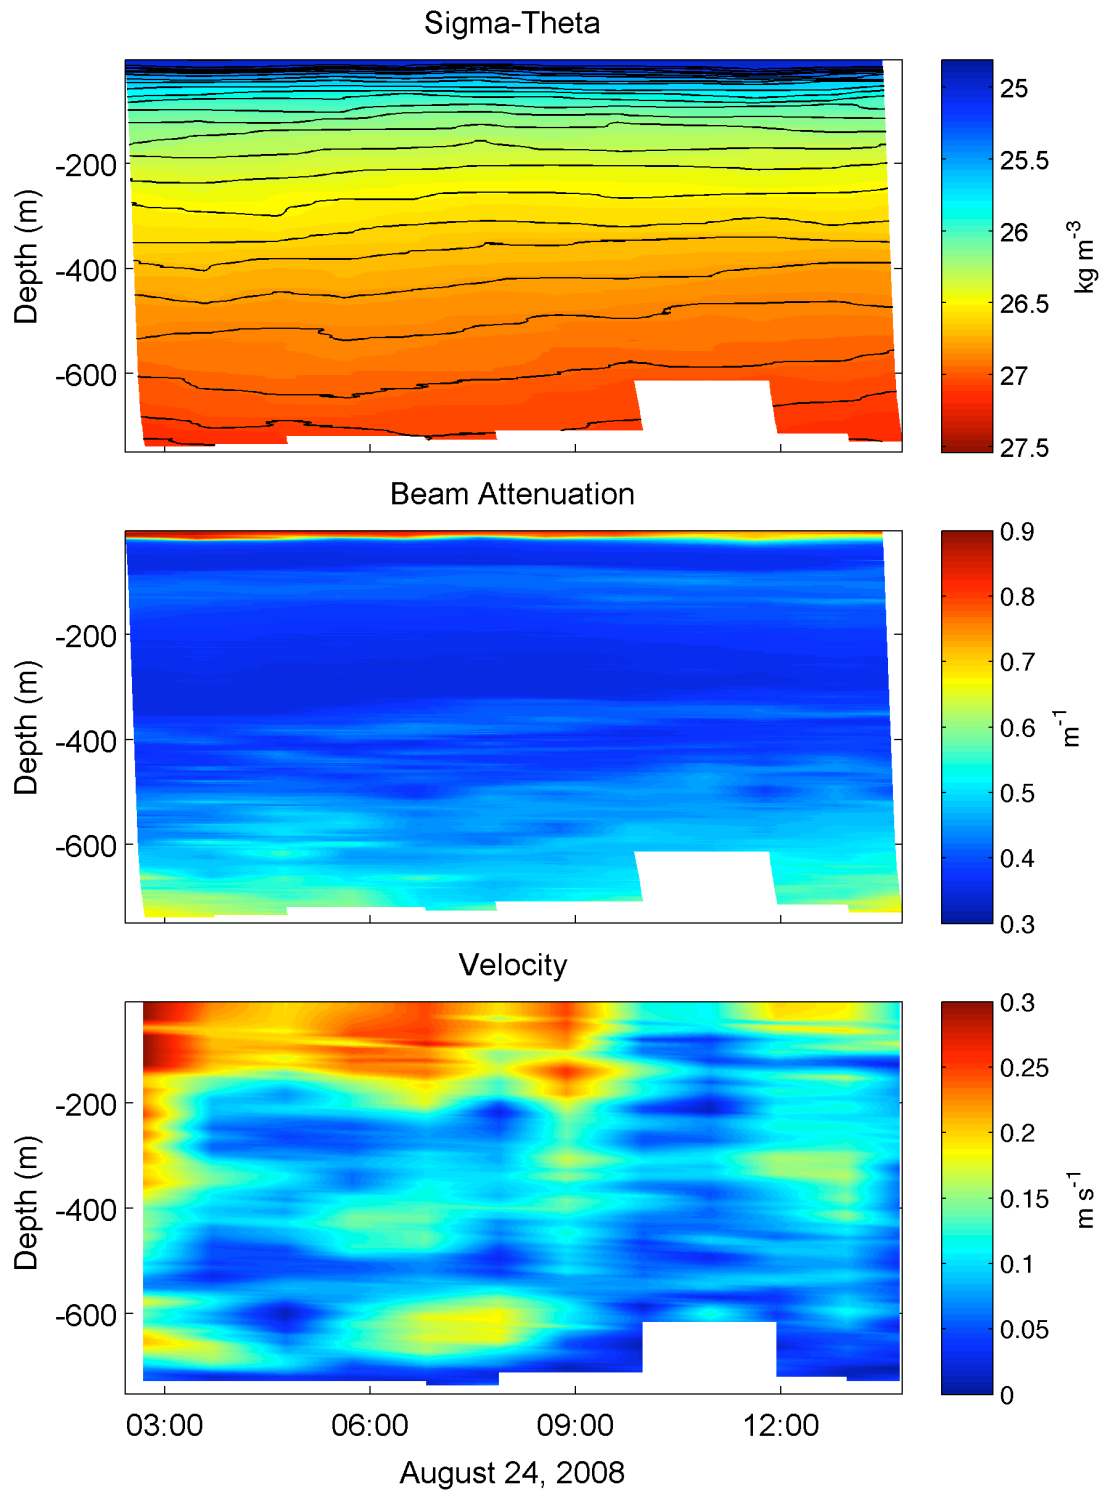 Sigma-Theta
Depth (m)
-200
-400
-600
25
25.5
26
26.5
27
27.5
kg m-3
Beam Attenuation
Depth (m)
-200
-400
-600
0.9
0.8
0.7
0.6
0.5
0.4
0.3
m-1
Velocity
Depth (m)
-200
-400
-600
0.3
0.25
0.2
0.15
0.1
0.05
0
m s-1
03:00 06:00 09:00 12:00
August 24, 2008